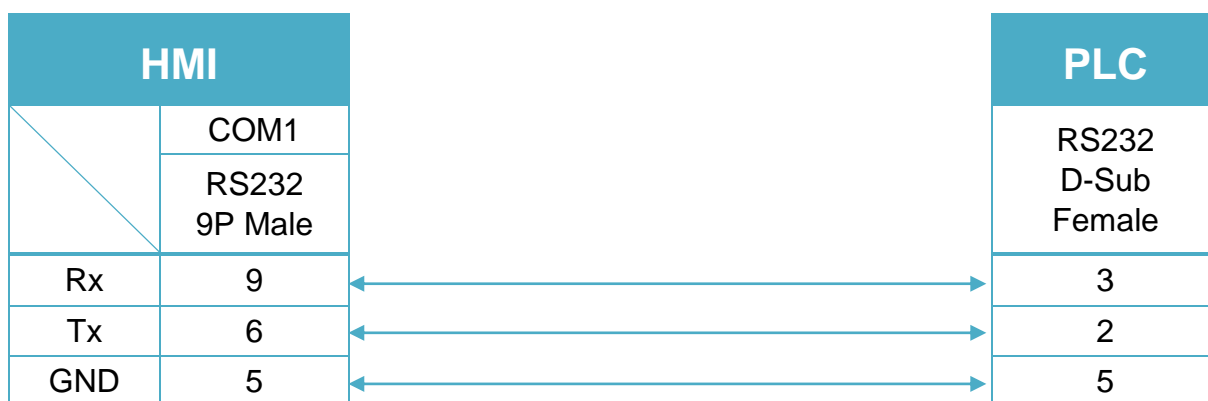 HMI
PLC
COM1
RS232
9P Male
RS232
D-Sub
Female
Rx 9 3
Tx 6 2
GND 5 5